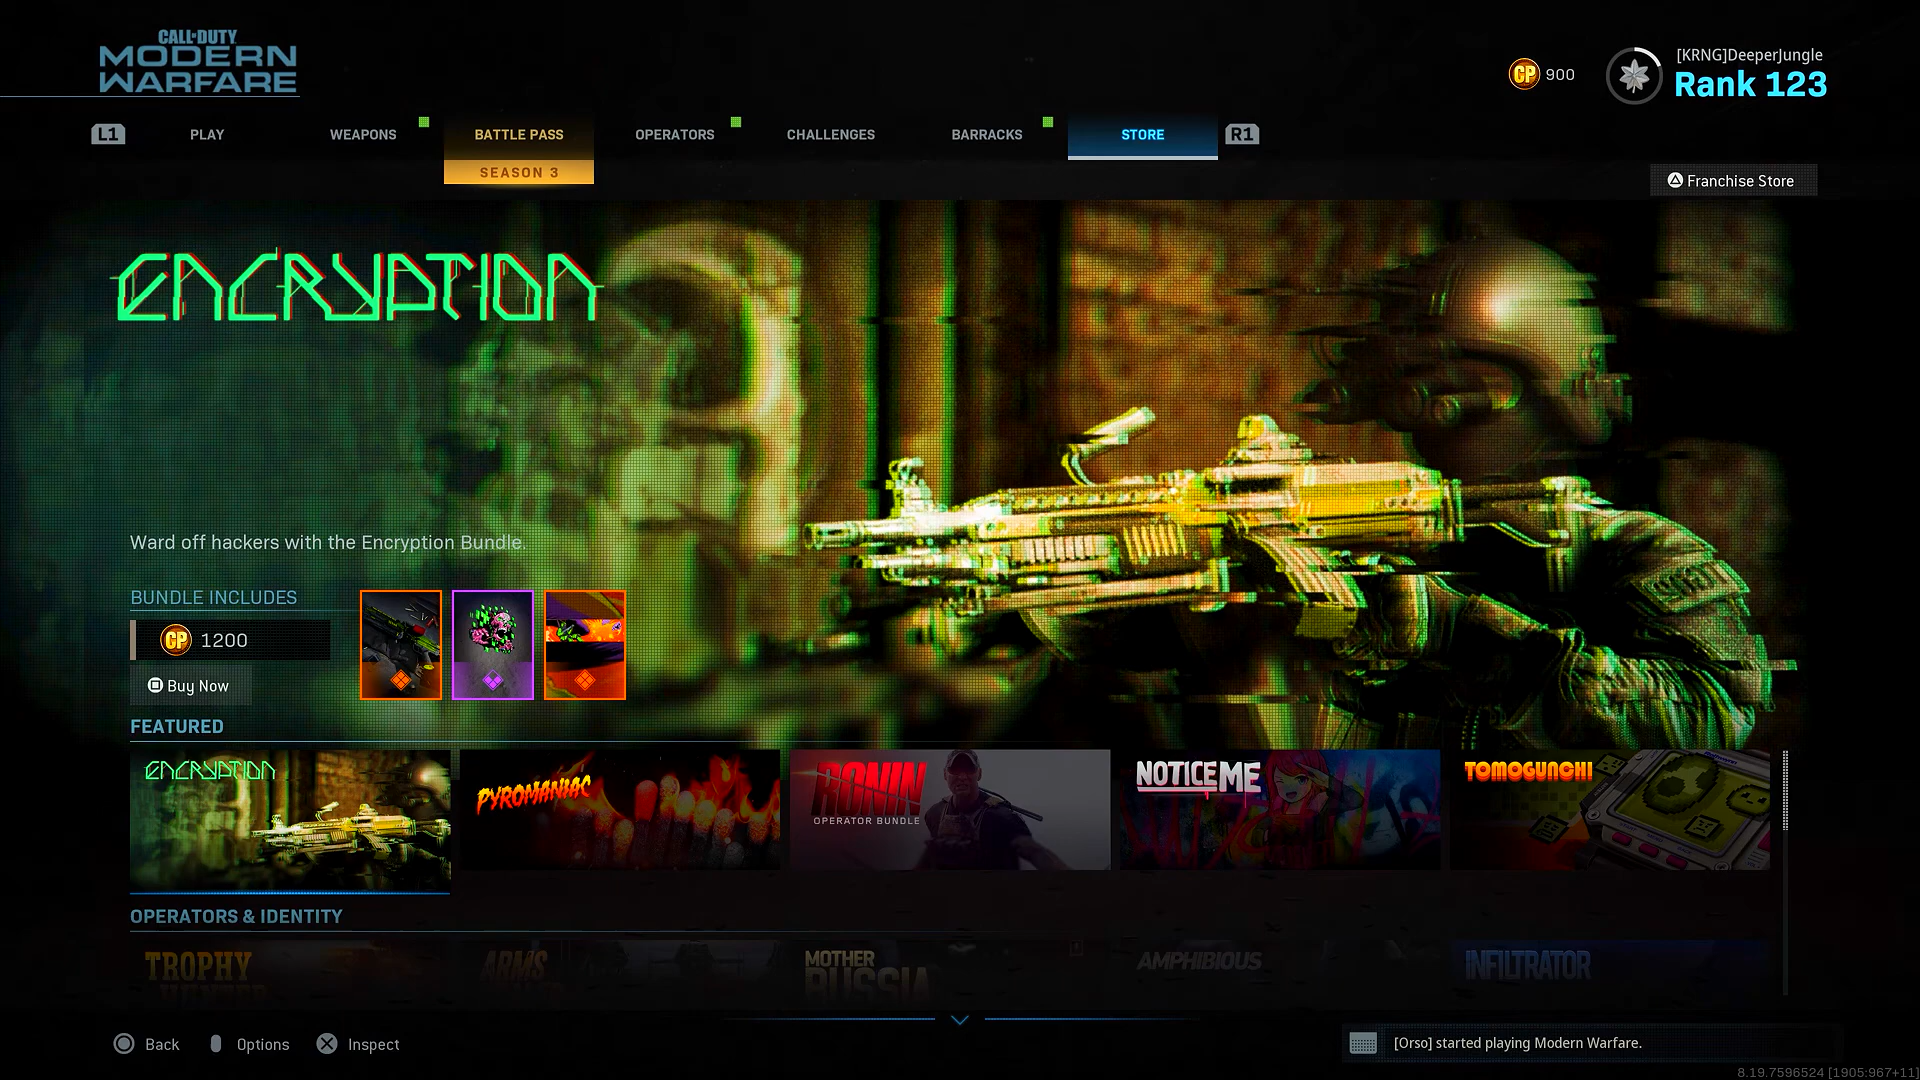 CALL OF DUTY
MODERN
WARFARE
CP 900
[KRNG]DeeperJungle
Rank 123
L1
PLAY
WEAPONS
BATTLE PASS
OPERATORS
CHALLENGES
BARRACKS
STORE
R1
SEASON 3
Franchise Store
ENCRYPTION
Ward off hackers with the Encryption Bundle.
BUNDLE INCLUDES
CP 1200
Buy Now
FEATURED
ENCRYPTION
PYROMANIAC
RONIN
OPERATOR BUNDLE
NOTICE ME
TOMOGUNCHI
OPERATORS & IDENTITY
TROPHY
HUNTER
ARMS
MOTHER
RUSSIA
AMPHIBIOUS
INFILTRATOR
Back
Options
Inspect
[Orso] started playing Modern Warfare.
8.19.7596524 [1905:967+11]